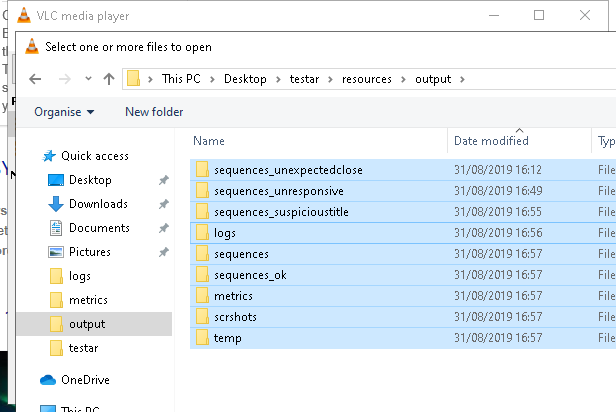 VLC media player
Select one or more files to open
This PC > Desktop > testar > resources > output >
Organise New folder
Name Date modified Typ
Quick access
Desktop
Downloads
Documents
Pictures
logs
metrics
output
testar
OneDrive
This PC
sequences_unexpectedclose 31/08/2019 16:12 File
sequences_unresponsive 31/08/2019 16:49 File
sequences_suspicioustitle 31/08/2019 16:55 File
logs 31/08/2019 16:56 File
sequences 31/08/2019 16:57 File
sequences_ok 31/08/2019 16:57 File
metrics 31/08/2019 16:57 File
scrshots 31/08/2019 16:57 File
temp 31/08/2019 16:57 File